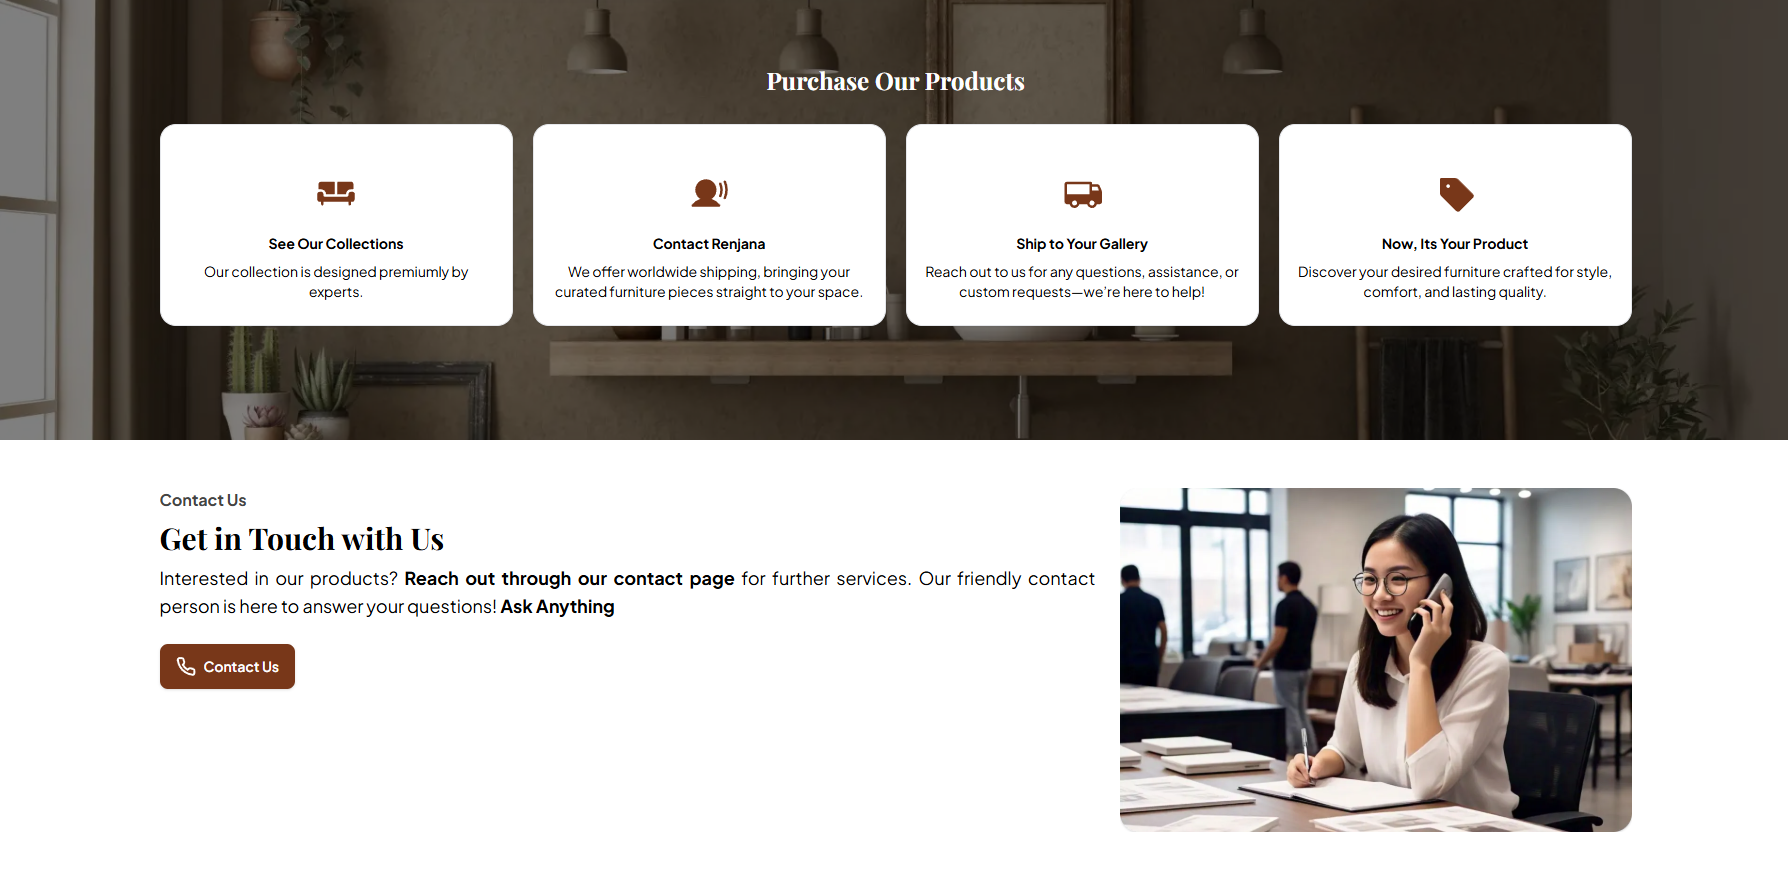 Purchase Our Products
See Our Collections
Our collection is designed premiumly by
experts.
Contact Renjana
We offer worldwide shipping, bringing your
curated furniture pieces straight to your space.
Ship to Your Gallery
Reach out to us for any questions, assistance, or
custom requests—we're here to help!
Now, Its Your Product
Discover your desired furniture crafted for style,
comfort, and lasting quality.
Contact Us
Get in Touch with Us
Interested in our products? Reach out through our contact page for further services. Our friendly contact
person is here to answer your questions! Ask Anything
Contact Us